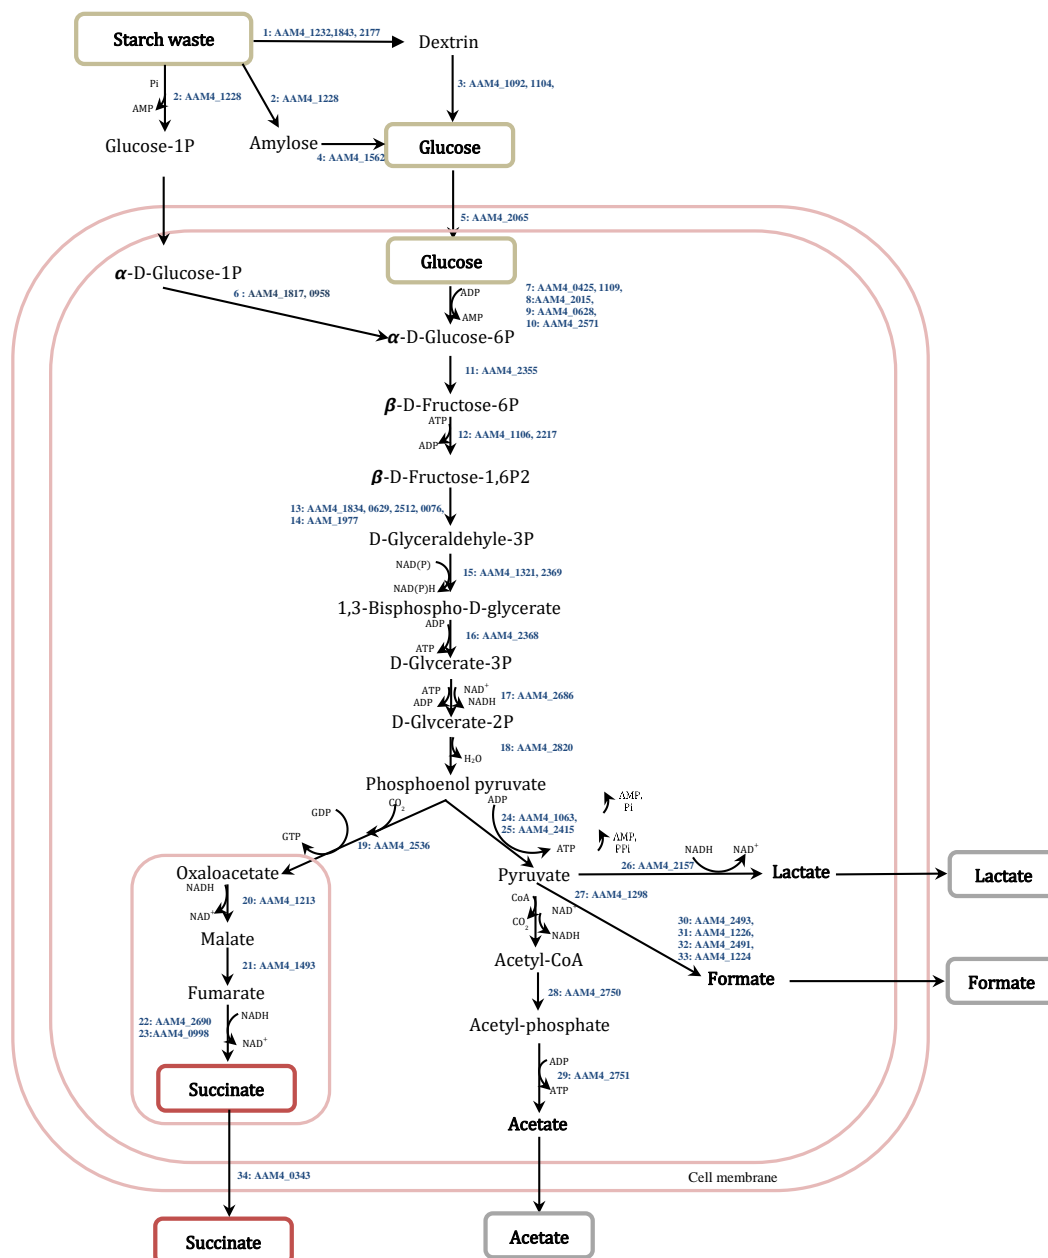 Starch waste
1: AAM4_1232,1843, 2177
Dextrin
Pi
AMP
2: AAM4_1228
2: AAM4_1228
3: AAM4_1092, 1104,
Glucose-1P
Amylose
4: AAM4_1562
Glucose
5: AAM4_2065
Glucose
α-D-Glucose-1P
6 : AAM4_1817, 0958
ADP
AMP
7: AAM4_0425, 1109,
8:AAM4_2015,
9: AAM4_0628,
10: AAM4_2571
α-D-Glucose-6P
11: AAM4_2355
β-D-Fructose-6P
ATP
ADP
12: AAM4_1106, 2217
β-D-Fructose-1,6P2
13: AAM4_1834, 0629, 2512, 0076,
14: AAM_1977
D-Glyceraldehyle-3P
NAD(P)
NAD(P)H
15: AAM4_1321, 2369
1,3-Bisphospho-D-glycerate
ADP
ATP
16: AAM4_2368
D-Glycerate-3P
ATP
ADP
NAD+
NADH
17: AAM4_2686
D-Glycerate-2P
H2O
18: AAM4_2820
Phosphoenol pyruvate
GDP
GTP
CO2
19: AAM4_2536
ADP
ATP
24: AAM4_1063,
25: AAM4_2415
AMP,
Pi
AMP,
PPi
Oxaloacetate
Pyruvate
26: AAM4_2157
NADH
NAD+
Lactate
Lactate
NADH
NAD+
20: AAM4_1213
CoA
CO2
NAD
NADH
27: AAM4_1298
30: AAM4_2493,
31: AAM4_1226,
32: AAM4_2491,
33: AAM4_1224
Malate
Acetyl-CoA
21: AAM4_1493
Formate
Formate
Fumarate
28: AAM4_2750
22: AAM4_2690
23:AAM4_0998
NADH
NAD+
Acetyl-phosphate
ADP
ATP
29: AAM4_2751
Succinate
Acetate
34: AAM4_0343
Cell membrane
Succinate
Acetate